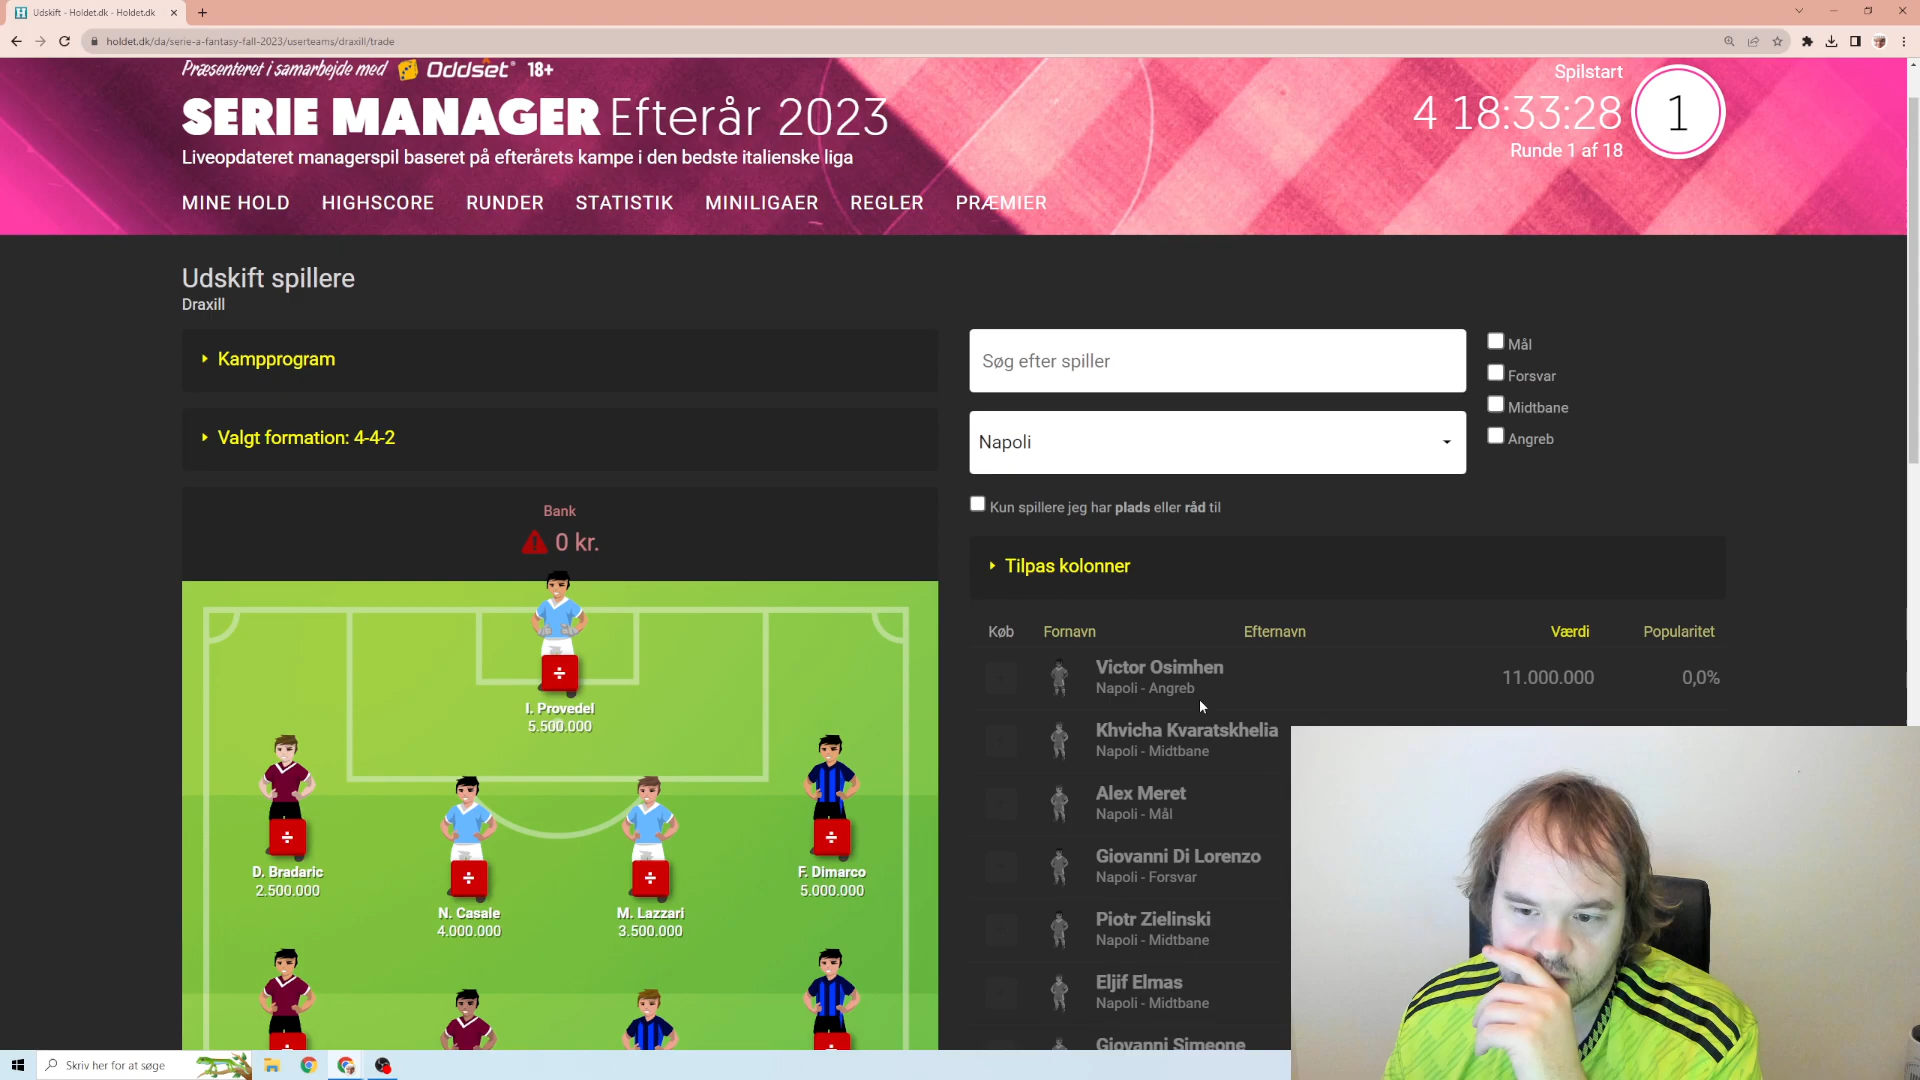 Udskift - Holdet.dk - Holdet.dk
holdet.dk/da/serie-a-fantasy-fall-2023/userteams/draxill/trade
Præsenteret i samarbejde med Oddset 18+
SERIE MANAGER Efterår 2023
Liveopdateret managerspil baseret på efterårets kampe i den bedste italienske liga
Spilstart
4 18:33:28
1
Runde 1 af 18
MINE HOLD HIGHSCORE RUNDER STATISTIK MINILIGAER REGLER PRÆMIER
Udskift spillere
Draxill
Kampprogram
Valgt formation: 4-4-2
Bank
0 kr.
I. Provedel
5.500.000
D. Bradaric
2.500.000
F. Dimarco
5.000.000
N. Casale
4.000.000
M. Lazzari
3.500.000
Søg efter spiller
Napoli
Mål
Forsvar
Midtbane
Angreb
Kun spillere jeg har plads eller råd til
Tilpas kolonner
Køb Fornavn Efternavn Værdi Popularitet
Victor Osimhen
Napoli - Angreb
11.000.000 0,0%
Khvicha Kvaratskhelia
Napoli - Midtbane
Alex Meret
Napoli - Mål
Giovanni Di Lorenzo
Napoli - Forsvar
Piotr Zielinski
Napoli - Midtbane
Eljif Elmas
Napoli - Midtbane
Giovanni Simeone
Skriv her for at søge